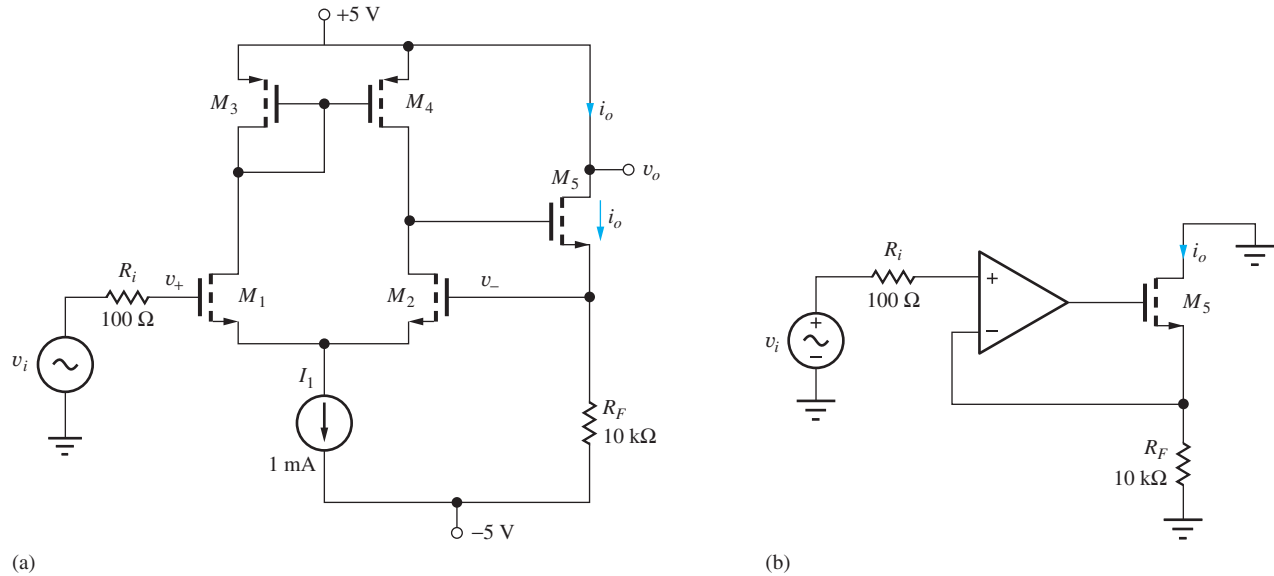 +5 V
M3
M4
io
vo
M5
io
Ri
v+
100 Ω
M1
M2
v−
vi
I1
1 mA
RF
10 kΩ
−5 V
(a)
Ri
100 Ω
+
−
io
M5
vi
+
−
RF
10 kΩ
(b)